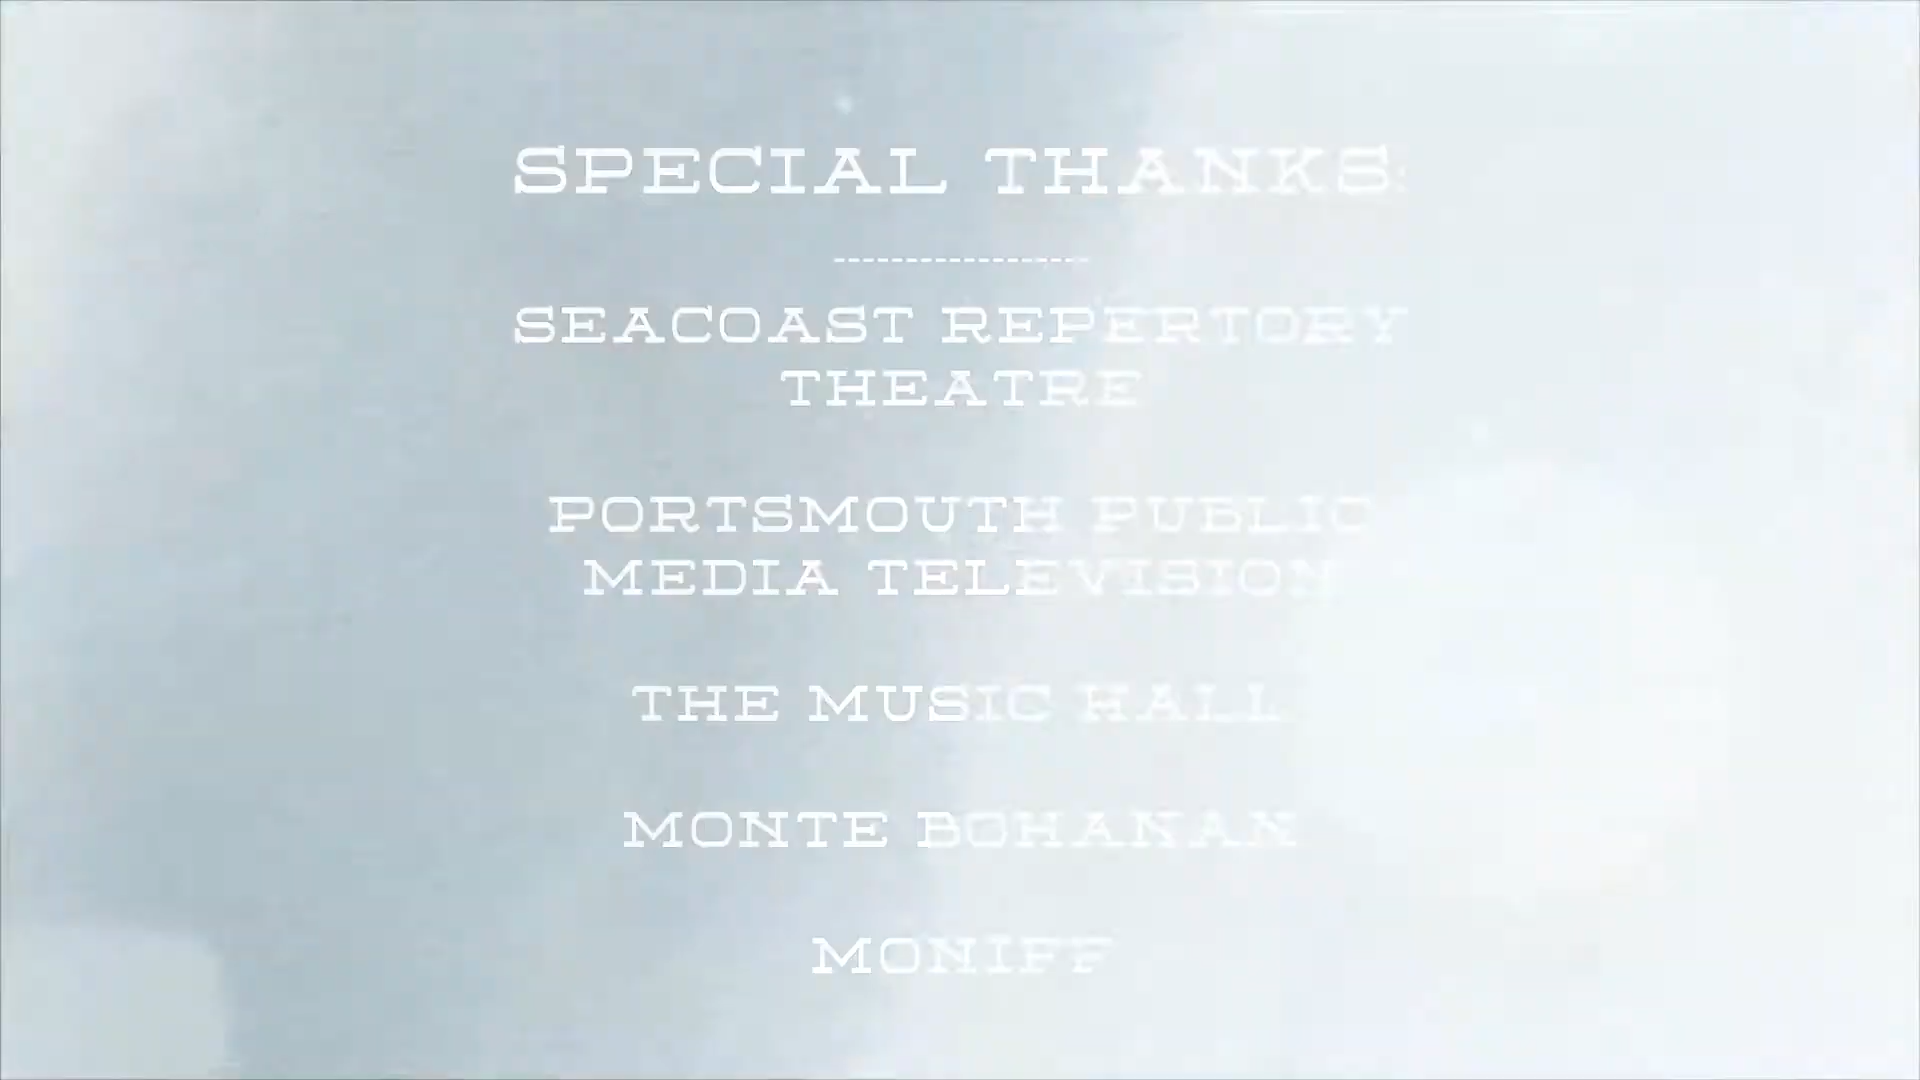 SPECIAL THANKS:
------------------
SEACOAST REPERTORY
THEATRE
PORTSMOUTH PUBLIC
MEDIA TELEVISION
THE MUSIC HALL
MONTE BOHANAN
MONIFF